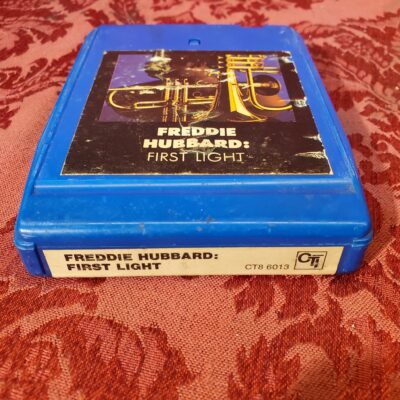 FREDDIE
HUBBARD:
FIRST LIGHT
FREDDIE HUBBARD:
FIRST LIGHT
CT8 6013
CTi